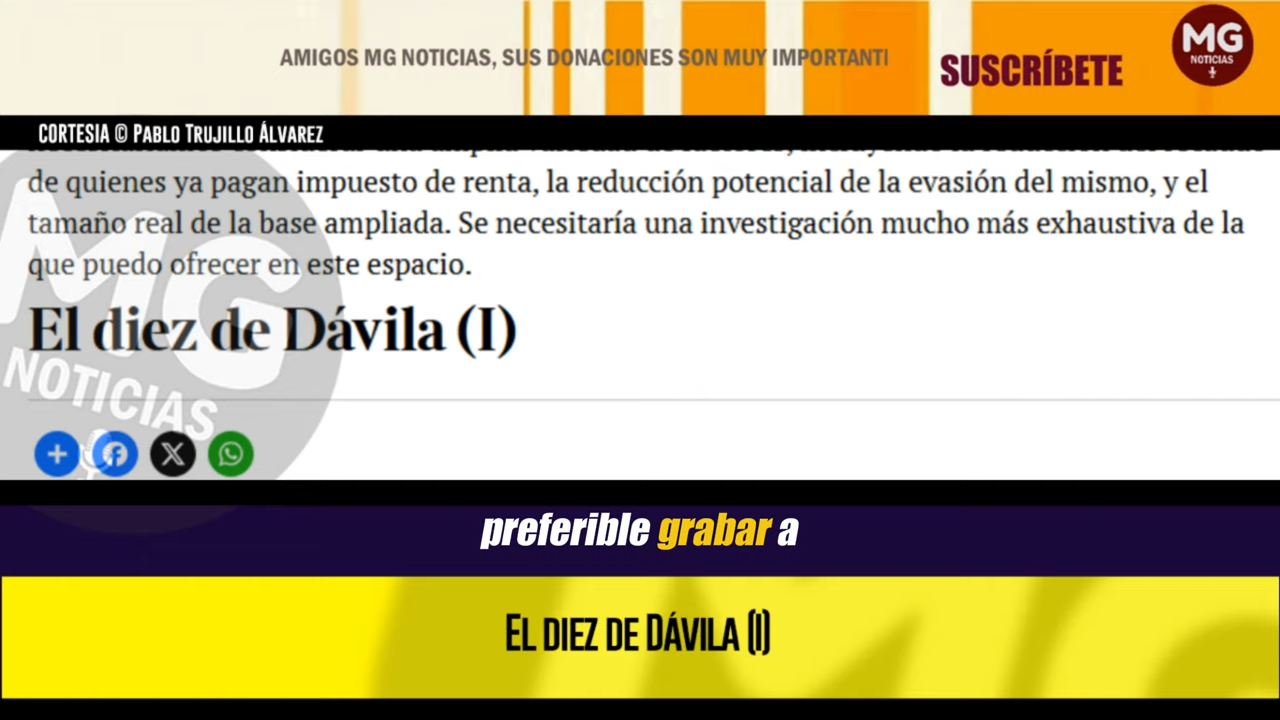 AMIGOS MG NOTICIAS, SUS DONACIONES SON MUY IMPORTANTI
SUSCRÍBETE
MG
NOTICIAS
CORTESIA © PABLO TRUJILLO ÁLVAREZ
de quienes ya pagan impuesto de renta, la reducción potencial de la evasión del mismo, y el
tamaño real de la base ampliada. Se necesitaría una investigación mucho más exhaustiva de la
que puedo ofrecer en este espacio.
El diez de Dávila (I)
MG
NOTICIAS
preferible grabar a
EL DIEZ DE DÁVILA (I)